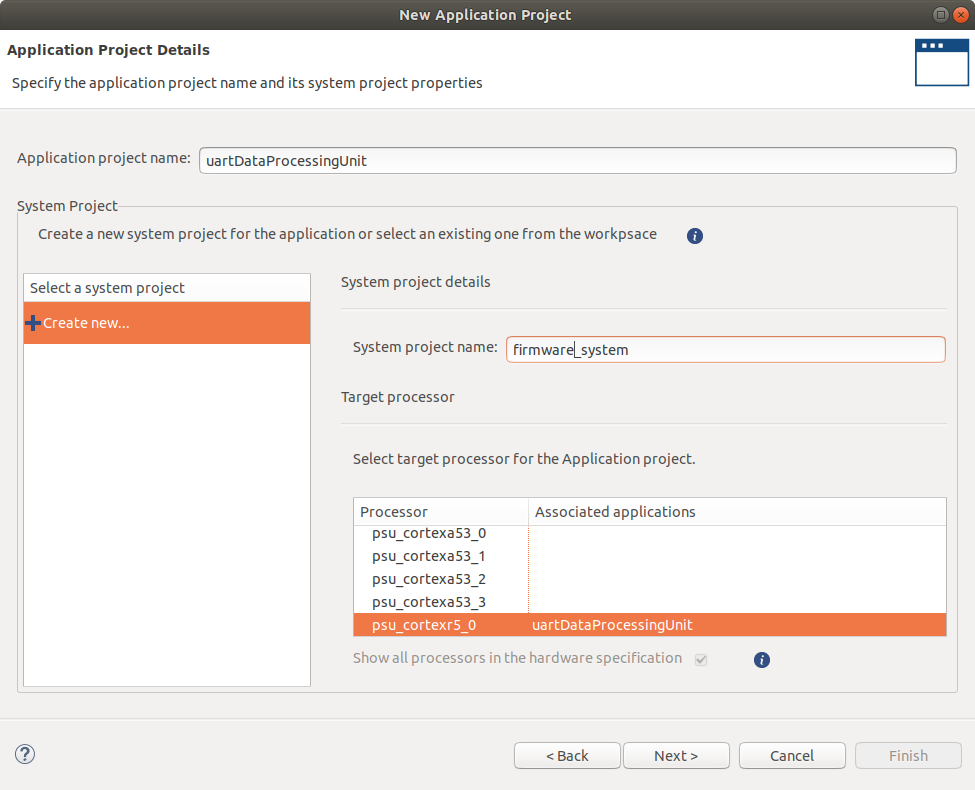 New Application Project
Application Project Details
Specify the application project name and its system project properties
Application project name: uartDataProcessingUnit
System Project
Create a new system project for the application or select an existing one from the workpsace
Select a system project
Create new...
System project details
System project name: firmware_system
Target processor
Select target processor for the Application project.
Processor Associated applications
psu_cortexa53_0
psu_cortexa53_1
psu_cortexa53_2
psu_cortexa53_3
psu_cortexr5_0 uartDataProcessingUnit
Show all processors in the hardware specification
< Back Next > Cancel Finish